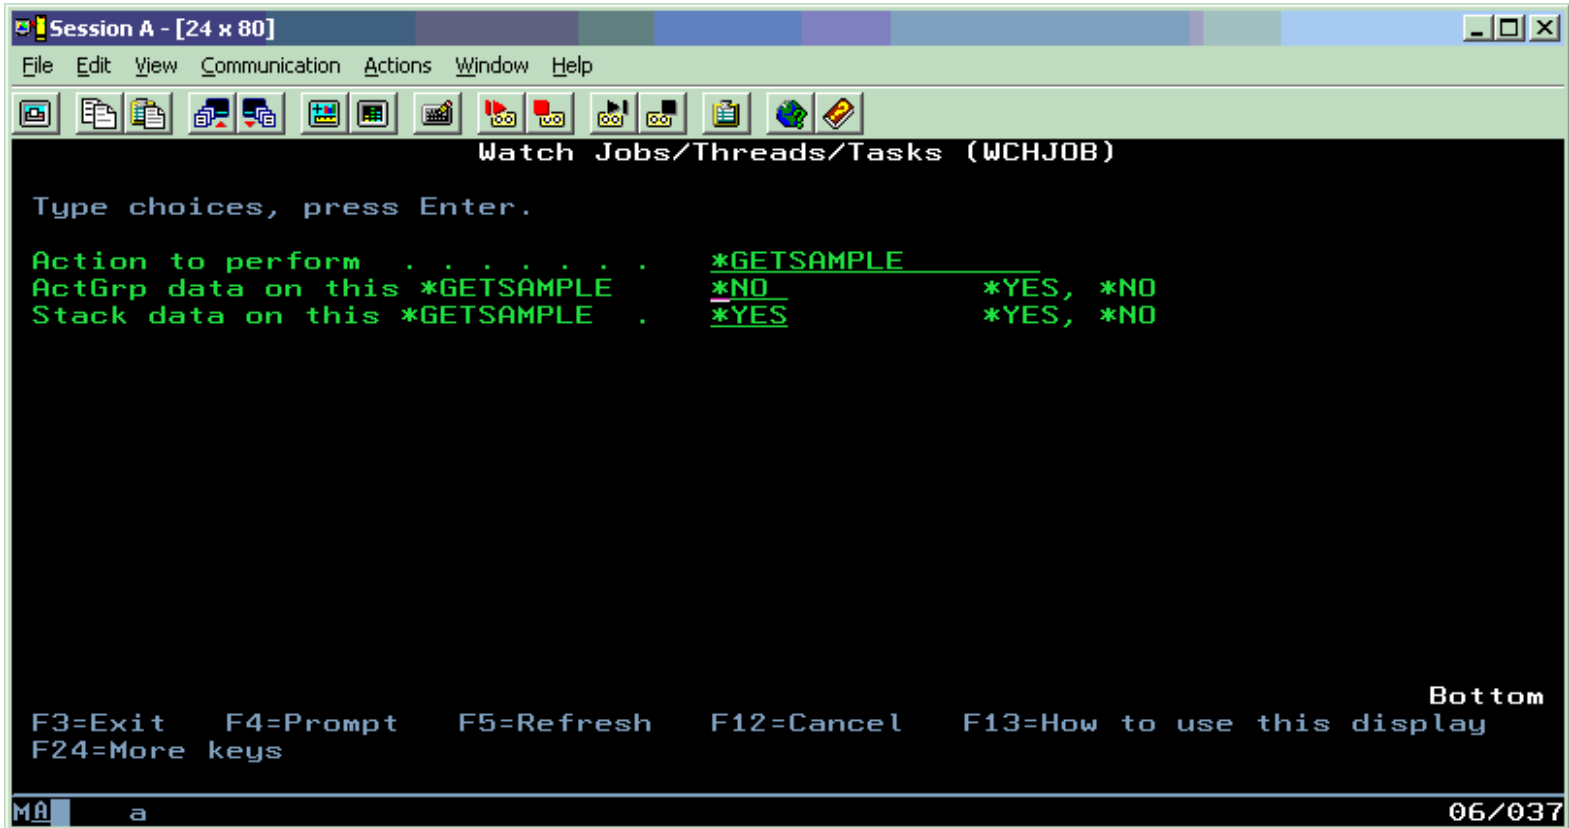 Session A - [24 x 80]
File Edit View Communication Actions Window Help
Watch Jobs/Threads/Tasks (WCHJOB)
Type choices, press Enter.
Action to perform . . . . . . . *GETSAMPLE
ActGrp data on this *GETSAMPLE *NO *YES, *NO
Stack data on this *GETSAMPLE . *YES *YES, *NO
Bottom
F3=Exit F4=Prompt F5=Refresh F12=Cancel F13=How to use this display
F24=More keys
MA a 06/037